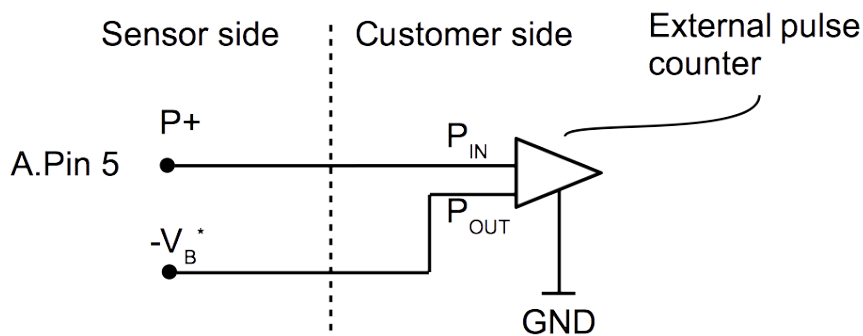 Sensor side
Customer side
External pulse
counter
P+
A.Pin 5
PIN
POUT
-VB*
GND